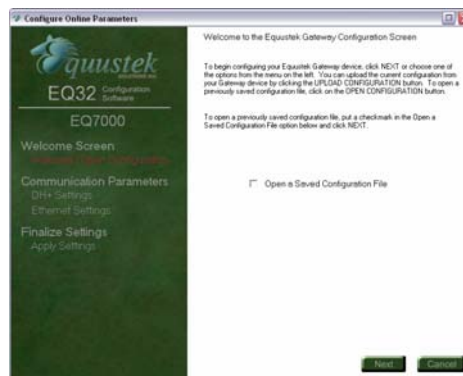 Configure Online Parameters
Equustek
SOLUTIONS INC.
EQ32 Configuration Software
EQ7000
Welcome Screen
Communication Parameters
DH+ Settings
Ethernet Settings
Finalize Settings
Apply Settings
Welcome to the Equustek Gateway Configuration Screen
To begin configuring your Equustek Gateway device, click NEXT or choose one of
the options from the menu on the left. You can upload the current configuration from
your Gateway device by clicking the UPLOAD CONFIGURATION button. To open a
previously saved configuration file, click on the OPEN CONFIGURATION button.
To open a previously saved configuration file, put a checkmark in the Open a
Saved Configuration File option below and click NEXT.
Open a Saved Configuration File
Next
Cancel